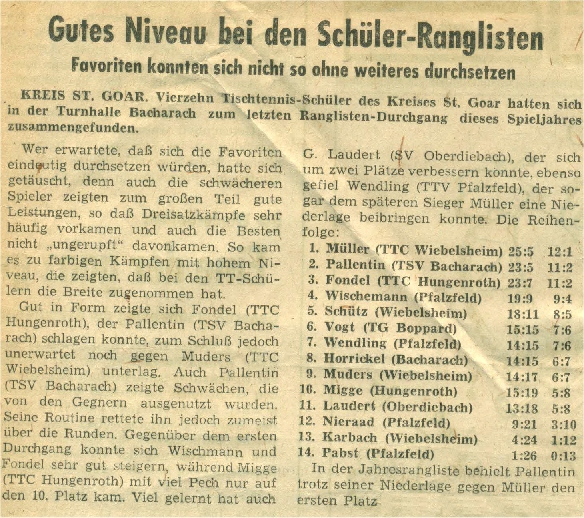 Gutes Niveau bei den Schüler-Ranglisten
Favoriten konnten sich nicht so ohne weiteres durchsetzen
KREIS ST. GOAR. Vierzehn Tischtennis-Schüler des Kreises St. Goar hatten sich
in der Turnhalle Bacharach zum letzten Ranglisten-Durchgang dieses Spieljahres
zusammengefunden.
Wer erwartete, daß sich die Favoriten
eindeutig durchsetzen würden, hatte sich
getäuscht, denn auch die schwächeren
Spieler zeigten zum großen Teil gute
Leistungen, so daß Dreisatzkämpfe sehr
häufig vorkamen und auch die Besten
nicht „ungerupft" davonkamen. So kam
es zu farbigen Kämpfen mit hohem Ni-
veau, die zeigten, daß bei den TT-Schü-
lern die Breite zugenommen hat.
Gut in Form zeigte sich Fondel (TTC
Hungenroth), der Pallentin (TSV Bacha-
rach) schlagen konnte, zum Schluß jedoch
unerwartet noch gegen Muders (TTC
Wiebelsheim) unterlag. Auch Pallentin
(TSV Bacharach) zeigte Schwächen, die
von den Gegnern ausgenutzt wurden.
Seine Routine rettete ihn jedoch zumeist
über die Runden. Gegenüber dem ersten
Durchgang konnte sich Wischmann und
Fondel sehr gut steigern, während Migge
(TTC Hungenroth) mit viel Pech nur auf
den 10. Platz kam. Viel gelernt hat auch
G. Laudert (SV Oberdiebach), der sich
um zwei Plätze verbessern konnte, ebenso
gefiel Wendling (TTV Pfalzfeld), der so-
gar dem späteren Sieger Müller eine Nie-
derlage beibringen konnte. Die Reihen-
folge:
1. Müller (TTC Wiebelsheim) 25:5 12:1
2. Pallentin (TSV Bacharach) 23:5 11:2
3. Fondel (TTC Hungenroth) 23:7 11:2
4. Wischemann (Pfalzfeld) 19:9 9:4
5. Schütz (Wiebelsheim) 18:11 8:5
6. Vogt (TG Boppard) 15:15 7:6
7. Wendling (Pfalzfeld) 14:15 7:6
8. Horrickel (Bacharach) 14:15 6:7
9. Muders (Wiebelsheim) 14:17 6:7
10. Migge (Hungenroth) 15:19 5:8
11. Laudert (Oberdiebach) 13:18 5:8
12. Nieraad (Pfalzfeld) 9:21 3:10
13. Karbach (Wiebelsheim) 4:24 1:12
14. Pabst (Pfalzfeld) 1:26 0:13
In der Jahresrangliste behielt Pallentin
trotz seiner Niederlage gegen Müller den
ersten Platz